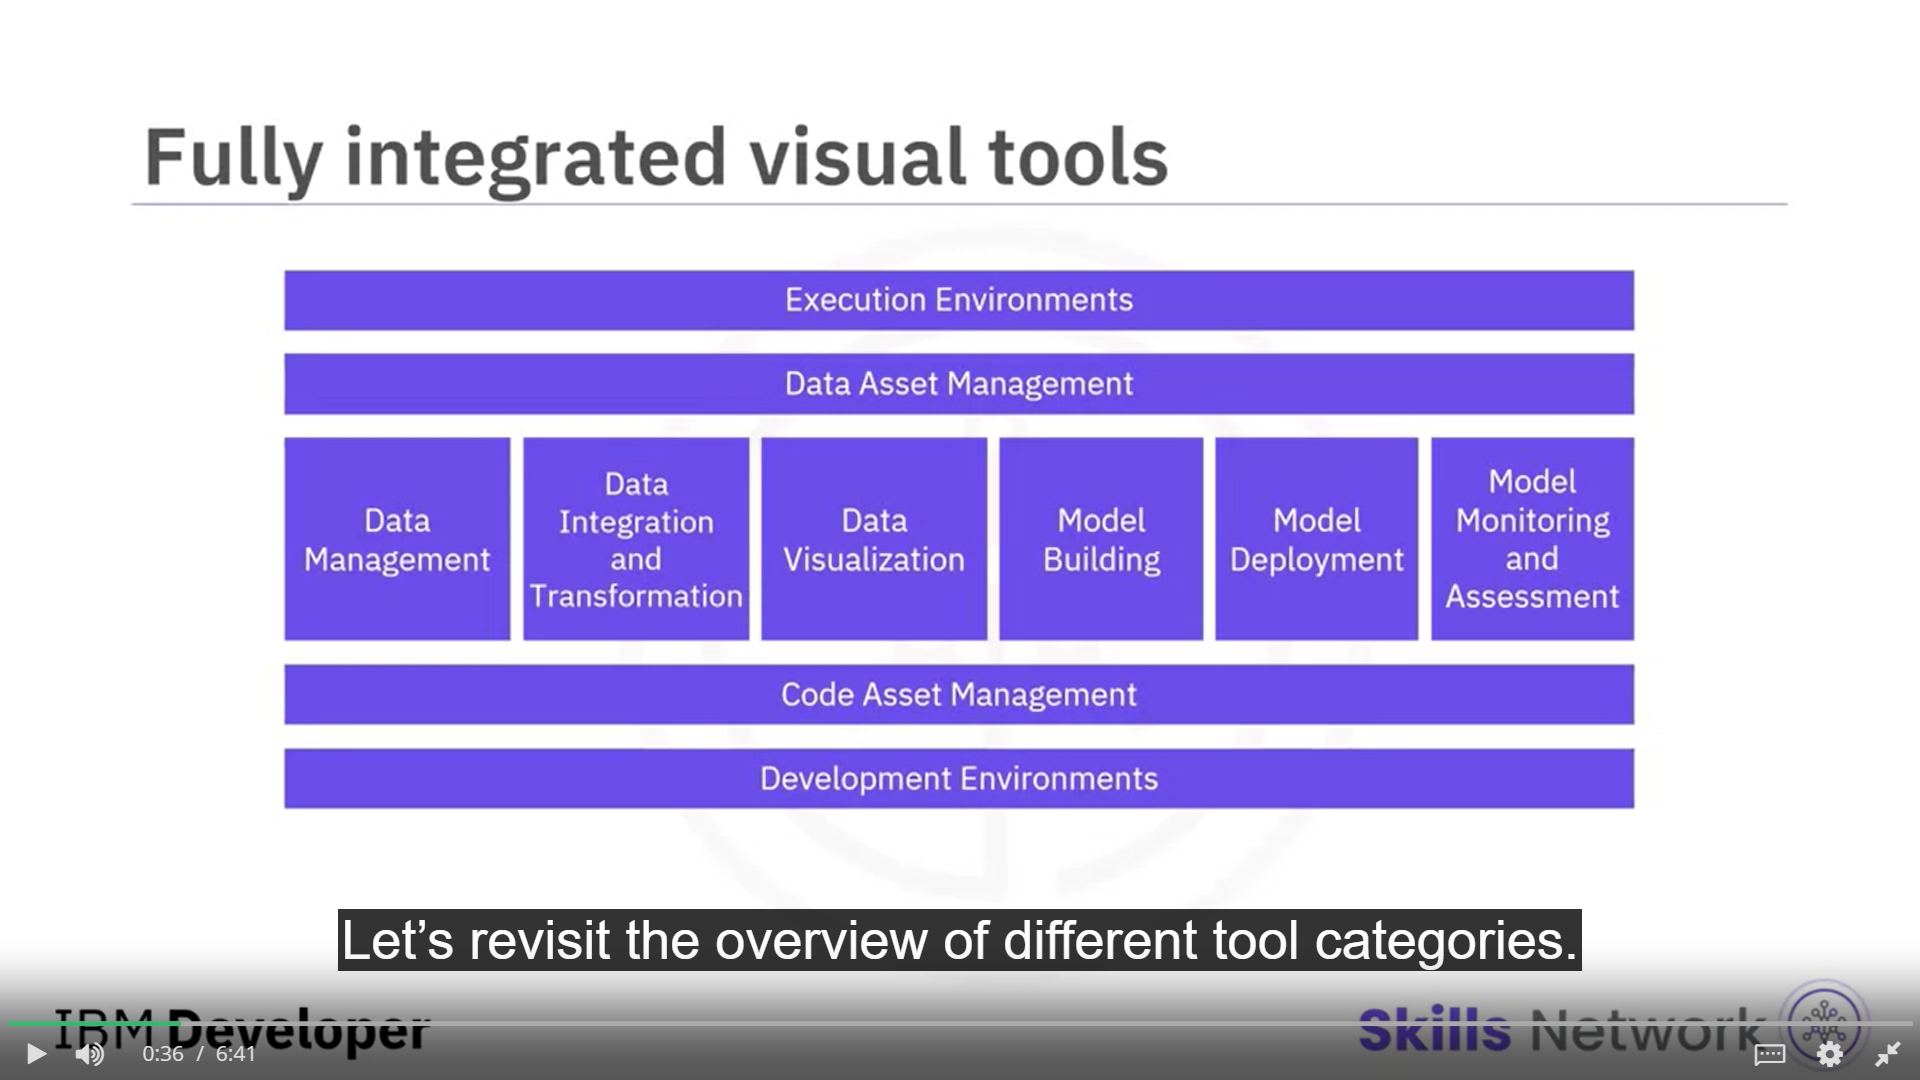 Fully integrated visual tools
Execution Environments
Data Asset Management
Data
Management
Data
Integration
and
Transformation
Data
Visualization
Model
Building
Model
Deployment
Model
Monitoring
and
Assessment
Code Asset Management
Development Environments
Let’s revisit the overview of different tool categories.
IBM Developer
Skills Network
0:36 / 6:41